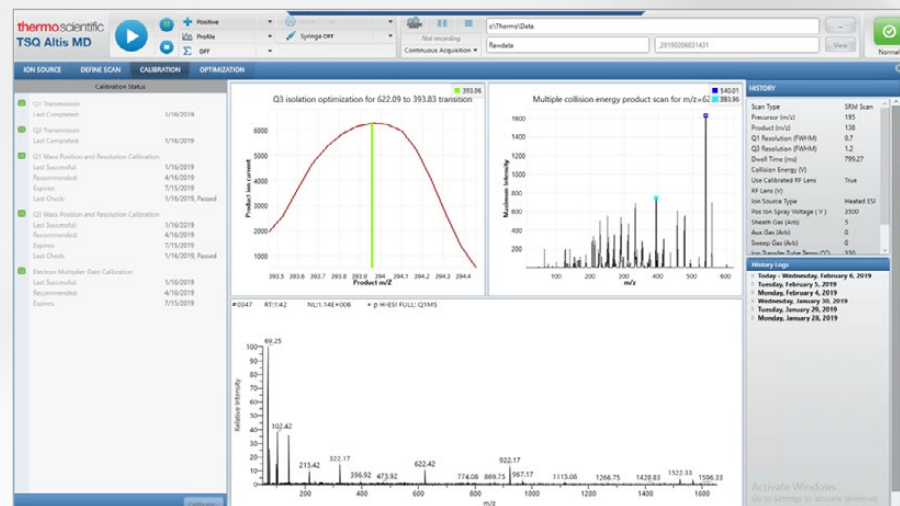 thermo scientific
TSQ Altis MD
Positive
Profile
OFF
Syringe OFF
Not recording
Continuous Acquisition
c:\Thermo\Data
Rawdata
_20190206031431
...
View
Normal
ION SOURCE DEFINE SCAN CALIBRATION OPTIMIZATION
Calibration Status
Q1 Transmission
Last Completed: 1/16/2019
Q3 Transmission
Last Completed: 1/16/2019
Q1 Mass Position and Resolution Calibration
Last Successful: 1/16/2019
Recommended: 4/16/2019
Expires: 7/15/2019
Last Check: 1/16/2019, Passed
Q3 Mass Position and Resolution Calibration
Last Successful: 1/16/2019
Recommended: 4/16/2019
Expires: 7/15/2019
Last Check: 1/16/2019, Passed
Electron Multiplier Gain Calibration
Last Successful: 1/16/2019
Recommended: 4/16/2019
Expires: 7/15/2019
Calibrate
393.96
Q3 isolation optimization for 622.09 to 393.83 transition
Product ion current
6000
5000
4000
3000
2000
1000
393.5 393.6 393.7 393.8 393.9 394 394.1 394.2 394.3 394.4
Product m/Z
540.01
393.96
Multiple collision energy product scan for m/z=62
Maximum Intensity
1600
1400
1200
800
600
400
200
100 200 300 400 500 600
m/z
#0347 RT:1:42 NL:1.14E+006 + p H-ESI FULL: Q1MS
Relative Intensity
100
90
80
70
60
50
40
30
20
10
0
69.25
102.42
215.42
322.17
396.92
473.92
622.42
774.08
869.75
922.17
967.17
1115.08
1266.75
1428.83
1522.33
1596.33
200 400 600 800 1000 1200 1400 1600
m/z
HISTORY
Scan Type SRM Scan
Precursor (m/z) 195
Product (m/z) 138
Q1 Resolution (FWHM) 0.7
Q3 Resolution (FWHM) 1.2
Dwell Time (ms) 799.27
Collision Energy (V)
Use Calibrated RF Lens True
RF Lens (V)
Ion Source Type Heated ESI
Pos Ion Spray Voltage ( V ) 3500
Sheath Gas (Arb) 5
Aux Gas (Arb) 0
Sweep Gas (Arb) 0
Ion Transfer Tube Temp (°C) 350
History Logs
Today - Wednesday, February 6, 2019
Tuesday, February 5, 2019
Monday, February 4, 2019
Wednesday, January 30, 2019
Tuesday, January 29, 2019
Monday, January 28, 2019
Activate Windows
Go to Settings to activate Windows.